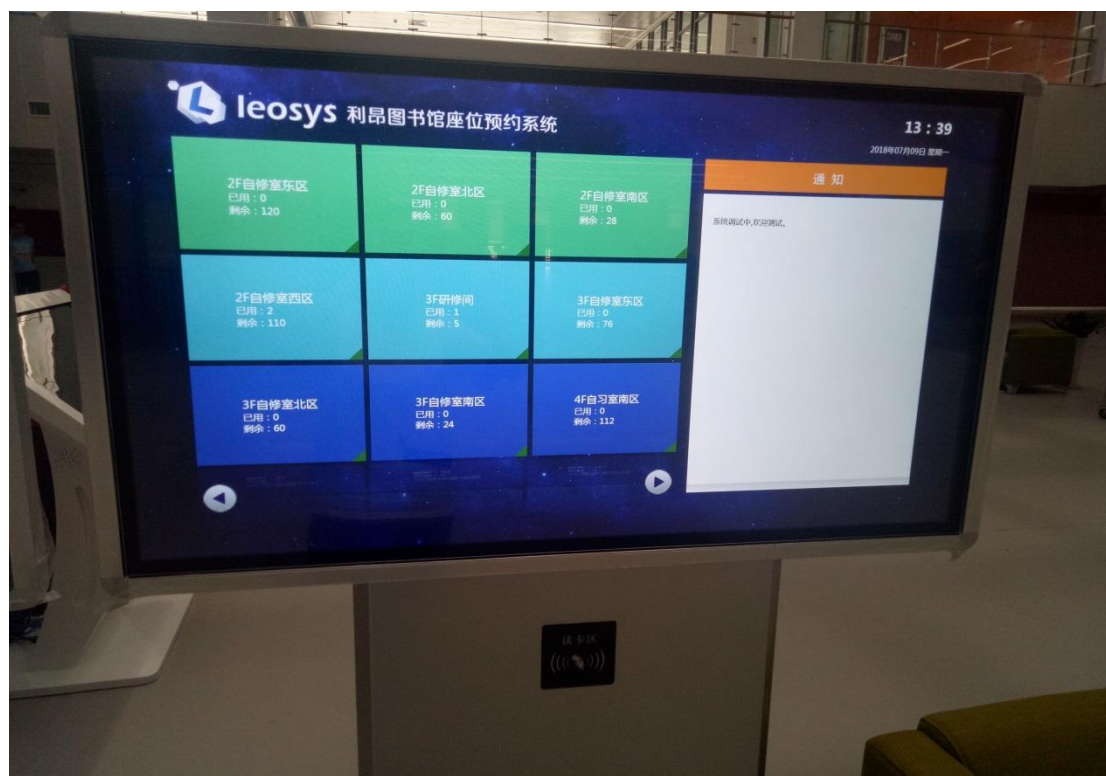 leosys 利昂图书馆座位预约系统
13：39
2018年07月09日 星期一
2F自修室东区
已用：0
剩余：120
2F自修室北区
已用：0
剩余：60
2F自修室南区
已用：0
剩余：28
2F自修室西区
已用：2
剩余：110
3F研修间
已用：1
剩余：5
3F自修室东区
已用：0
剩余：76
3F自修室北区
已用：0
剩余：60
3F自修室南区
已用：0
剩余：24
4F自习室南区
已用：0
剩余：112
通知
系统调试中,欢迎测试。
读卡区